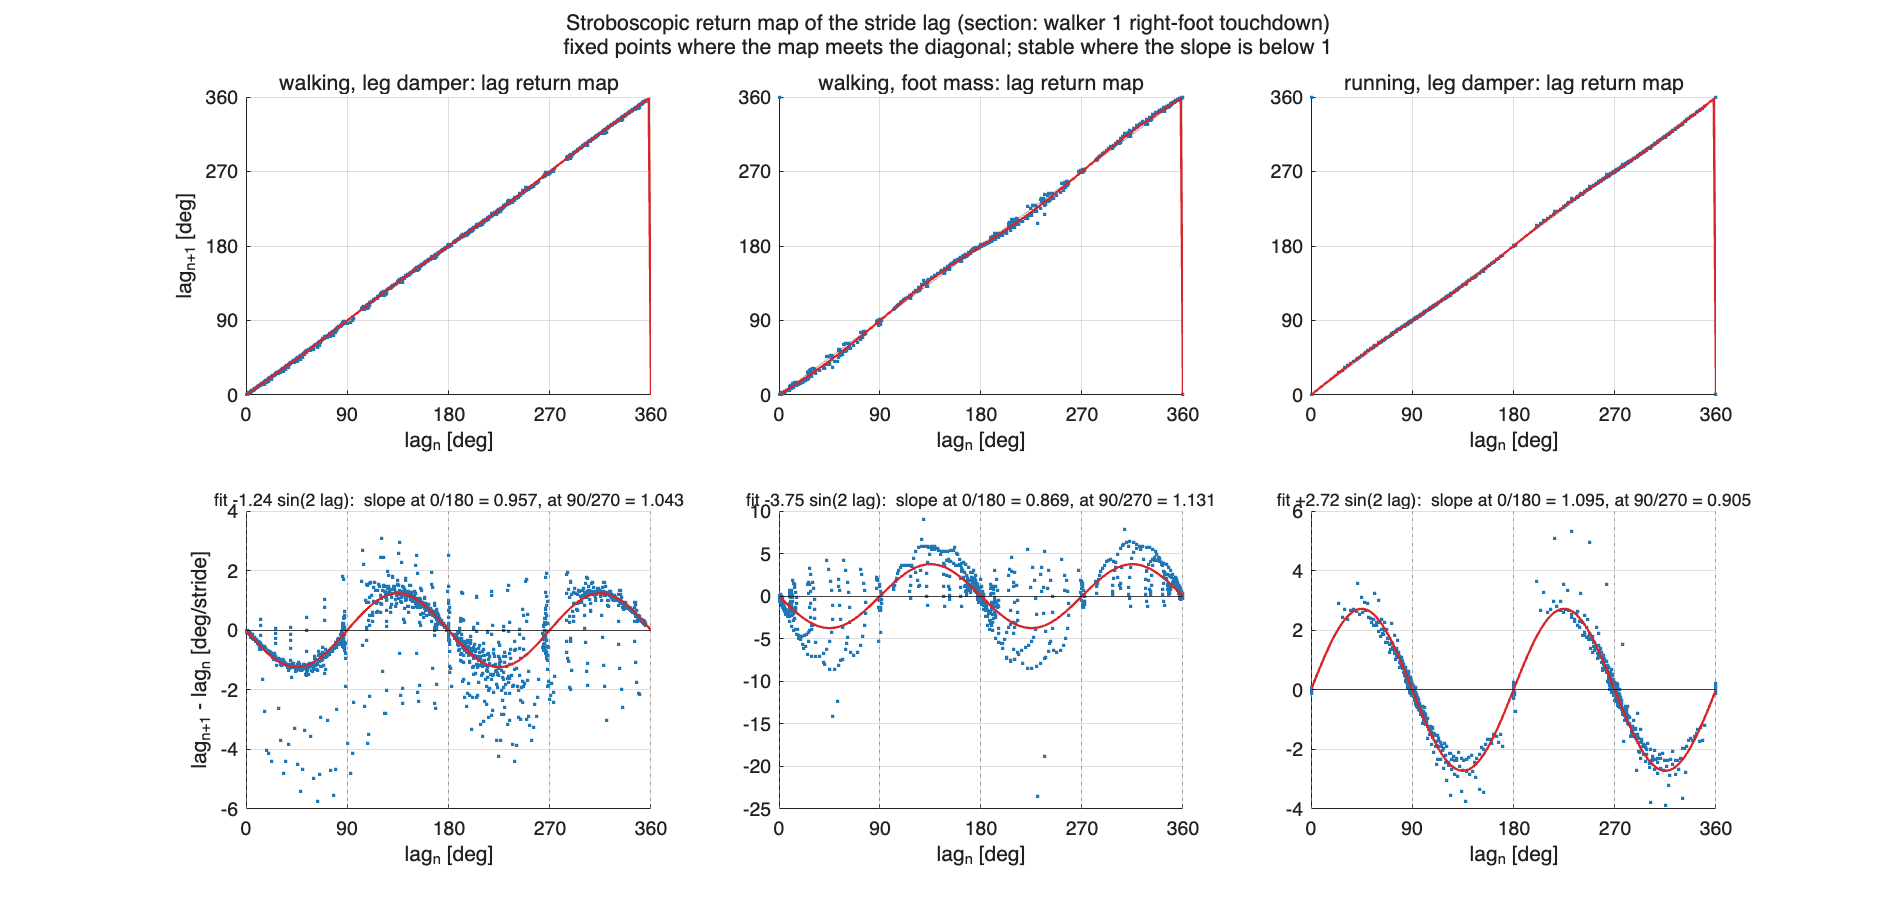 Stroboscopic return map of the stride lag (section: walker 1 right-foot touchdown)
fixed points where the map meets the diagonal; stable where the slope is below 1
walking, leg damper: lag return map
360
270
180
90
0
lagₙ₊₁ [deg]
0 90 180 270 360
lagₙ [deg]
walking, foot mass: lag return map
360
270
180
90
0
0 90 180 270 360
lagₙ [deg]
running, leg damper: lag return map
360
270
180
90
0
0 90 180 270 360
lagₙ [deg]
fit -1.24 sin(2 lag): slope at 0/180 = 0.957, at 90/270 = 1.043
4
2
0
-2
-4
-6
lagₙ₊₁ - lagₙ [deg/stride]
0 90 180 270 360
lagₙ [deg]
fit -3.75 sin(2 lag): slope at 0/180 = 0.869, at 90/270 = 1.131
10
5
0
-5
-10
-15
-20
-25
0 90 180 270 360
lagₙ [deg]
fit +2.72 sin(2 lag): slope at 0/180 = 1.095, at 90/270 = 0.905
6
4
2
0
-2
-4
0 90 180 270 360
lagₙ [deg]